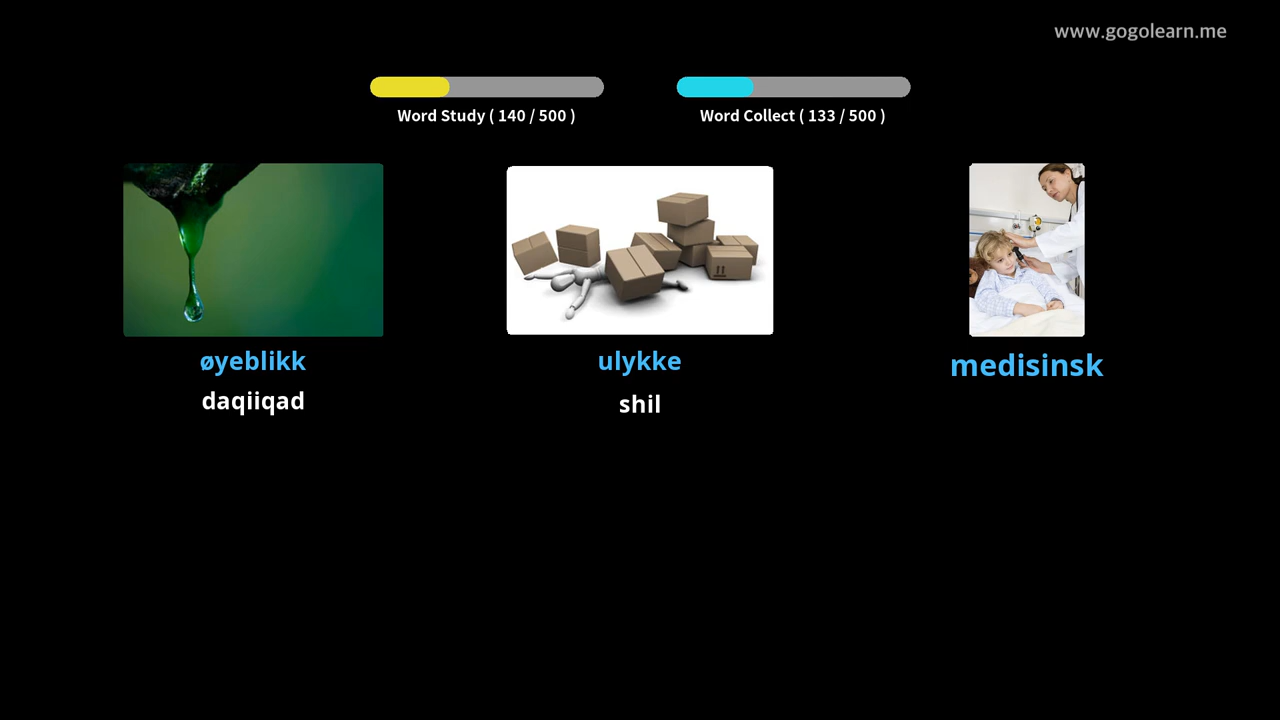 www.gogolearn.me
Word Study ( 140 / 500 )
Word Collect ( 133 / 500 )
øyeblikk
ulykke
medisinsk
daqiiqad
shil